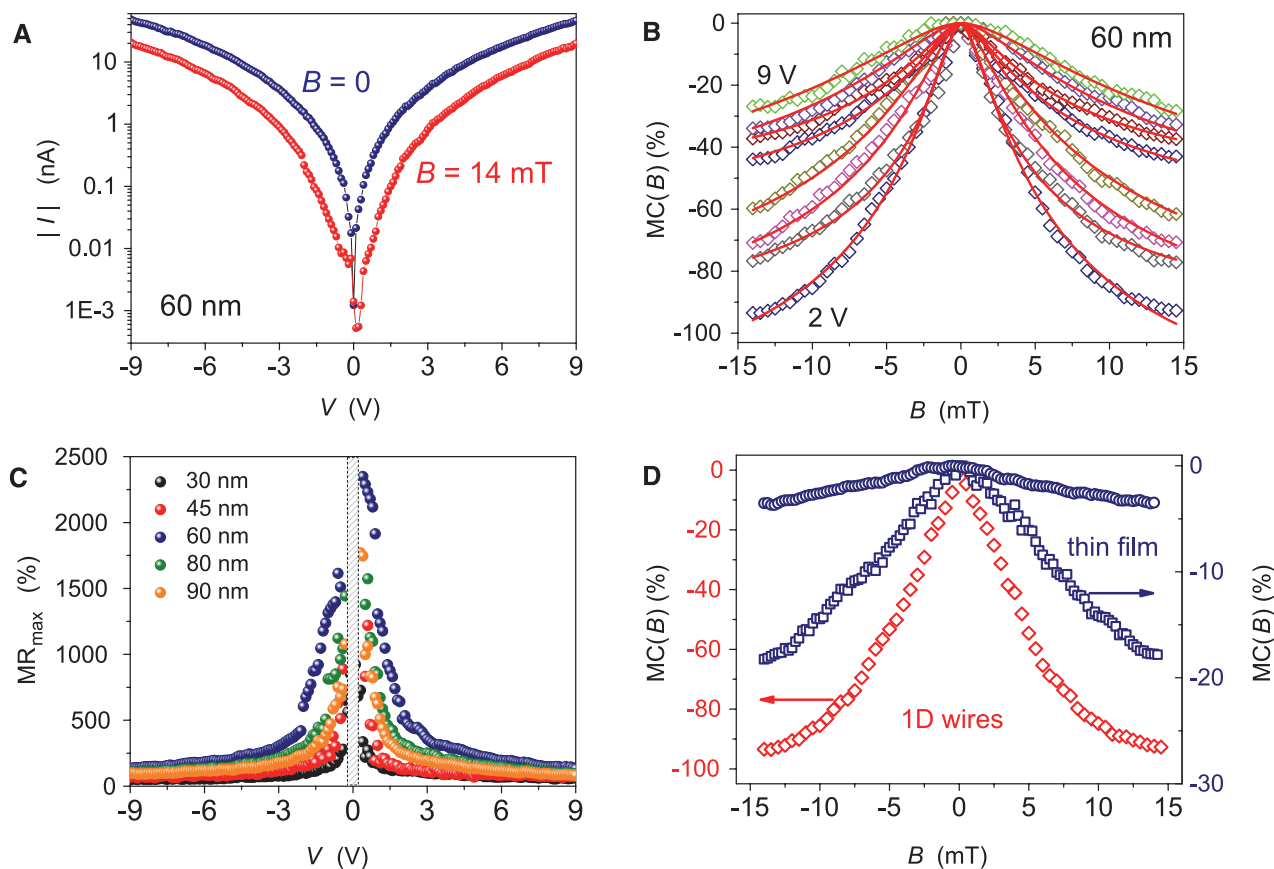 A
10
1
0.1
0.01
1E-3
| I | (nA)
B = 0
B = 14 mT
60 nm
-9 -6 -3 0 3 6 9
V (V)
B
0
-20
-40
-60
-80
-100
MC(B) (%)
60 nm
9 V
2 V
-15 -10 -5 0 5 10 15
B (mT)
C
2500
2000
1500
1000
500
0
MR_max (%)
30 nm
45 nm
60 nm
80 nm
90 nm
-9 -6 -3 0 3 6 9
V (V)
D
0
-20
-40
-60
-80
-100
MC(B) (%)
thin film
1D wires
0
-10
-20
-30
MC(B) (%)
-15 -10 -5 0 5 10 15
B (mT)